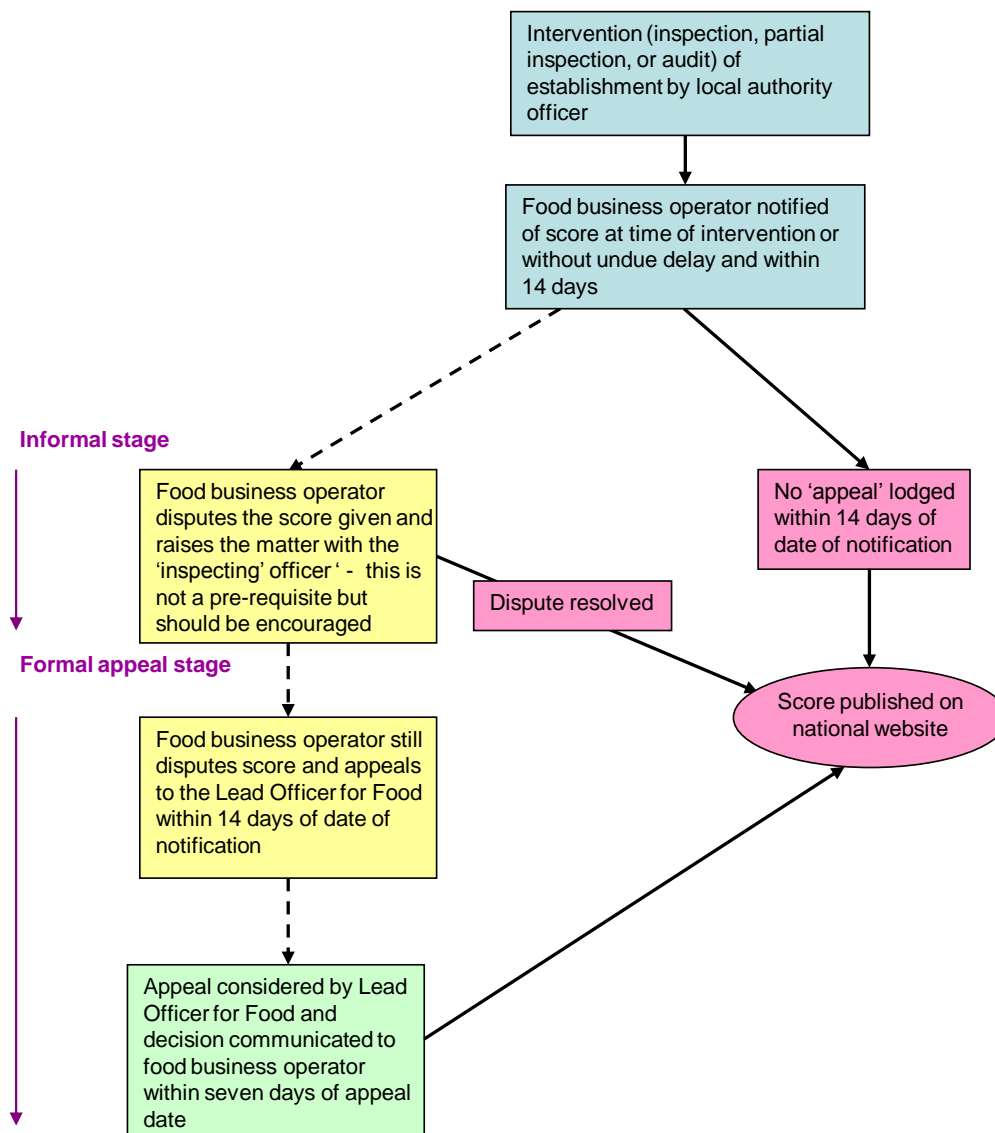 Intervention (inspection, partial
inspection, or audit) of
establishment by local authority
officer
Food business operator notified
of score at time of intervention or
without undue delay and within
14 days
Informal stage
Food business operator
disputes the score given and
raises the matter with the
‘inspecting’ officer ‘ - this is
not a pre-requisite but
should be encouraged
No ‘appeal’ lodged
within 14 days of
date of notification
Dispute resolved
Formal appeal stage
Score published on
national website
Food business operator still
disputes score and appeals
to the Lead Officer for Food
within 14 days of date of
notification
Appeal considered by Lead
Officer for Food and
decision communicated to
food business operator
within seven days of appeal
date